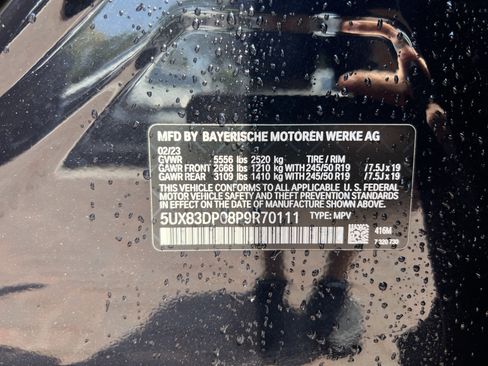 MFD BY BAYERISCHE MOTOREN WERKE AG
02/23
GVWR 5556 lbs 2520 kg TIRE / RIM
GAWR FRONT 2668 lbs 1210 kg WITH 245/50 R19 /7.5J x 19
GAWR REAR 3109 lbs 1410 kg WITH 245/50 R19 /7.5J x 19
THIS VEHICLE CONFORMS TO ALL APPLICABLE U.S. FEDERAL
MOTOR VEHICLE SAFETY AND THEFT PREVENTION STANDARDS
IN EFFECT ON THE DATE OF MANUFACTURE SHOWN ABOVE.
5UX83DP08P9R70111 TYPE: MPV
416M
7 320 730